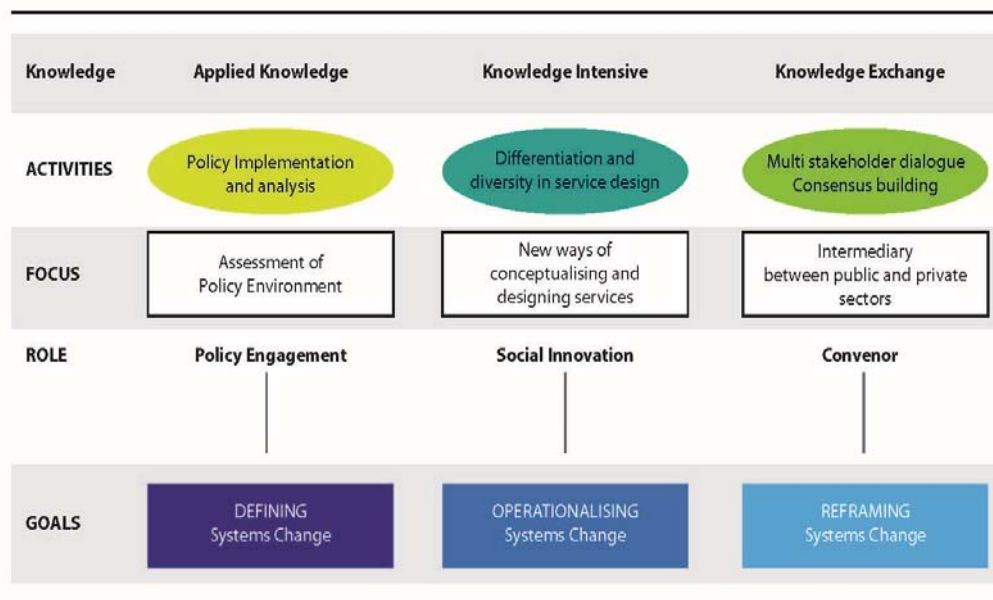 Knowledge
Applied Knowledge
Knowledge Intensive
Knowledge Exchange
ACTIVITIES
Policy Implementation
and analysis
Differentiation and
diversity in service design
Multi stakeholder dialogue
Consensus building
FOCUS
Assessment of
Policy Environment
New ways of
conceptualising and
designing services
Intermediary
between public and private
sectors
ROLE
Policy Engagement
Social Innovation
Convenor
GOALS
DEFINING
Systems Change
OPERATIONALISING
Systems Change
REFRAMING
Systems Change